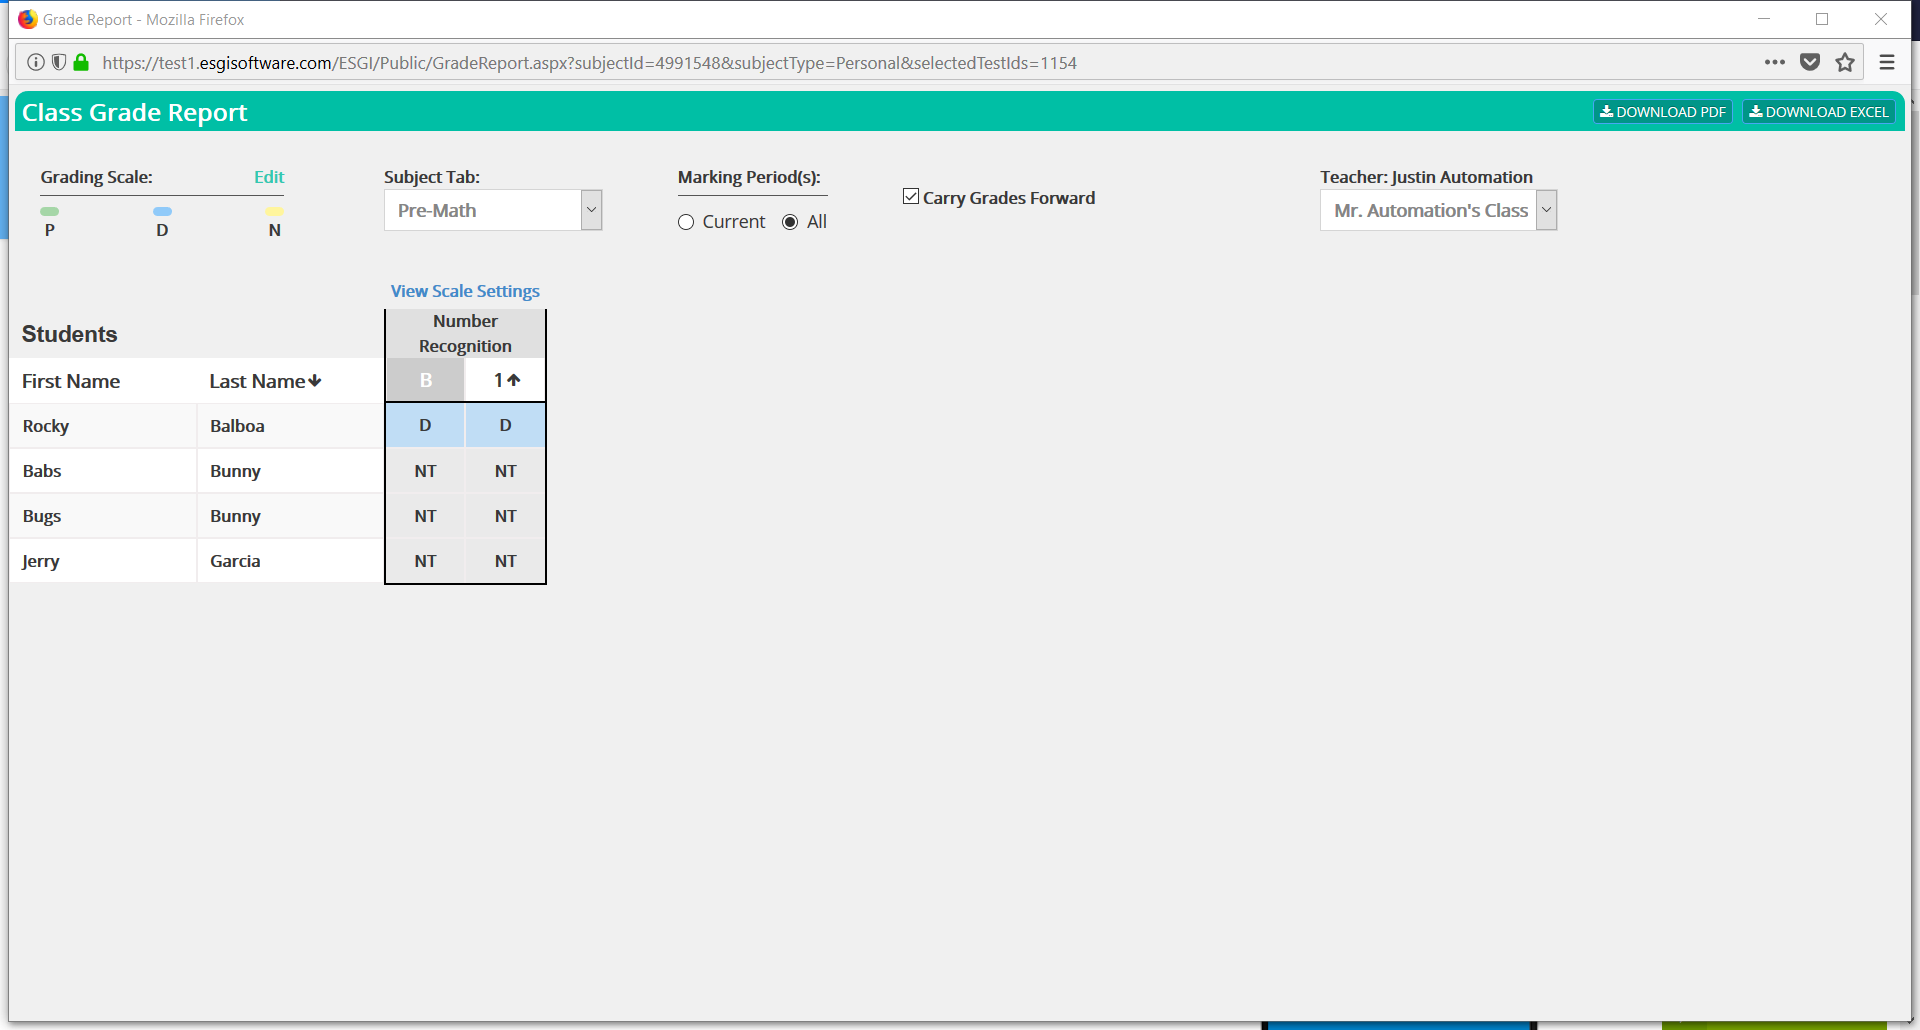 Grade Report - Mozilla Firefox
https://test1.esgisoftware.com/ESGI/Public/GradeReport.aspx?subjectId=4991548&subjectType=Personal&selectedTestIds=1154
Class Grade Report
DOWNLOAD PDF DOWNLOAD EXCEL
Grading Scale: Edit
P D N
Subject Tab:
Pre-Math
Marking Period(s):
Current All
Carry Grades Forward
Teacher: Justin Automation
Mr. Automation's Class
View Scale Settings
Students
Number
Recognition
First Name Last Name B 1
Rocky Balboa D D
Babs Bunny NT NT
Bugs Bunny NT NT
Jerry Garcia NT NT